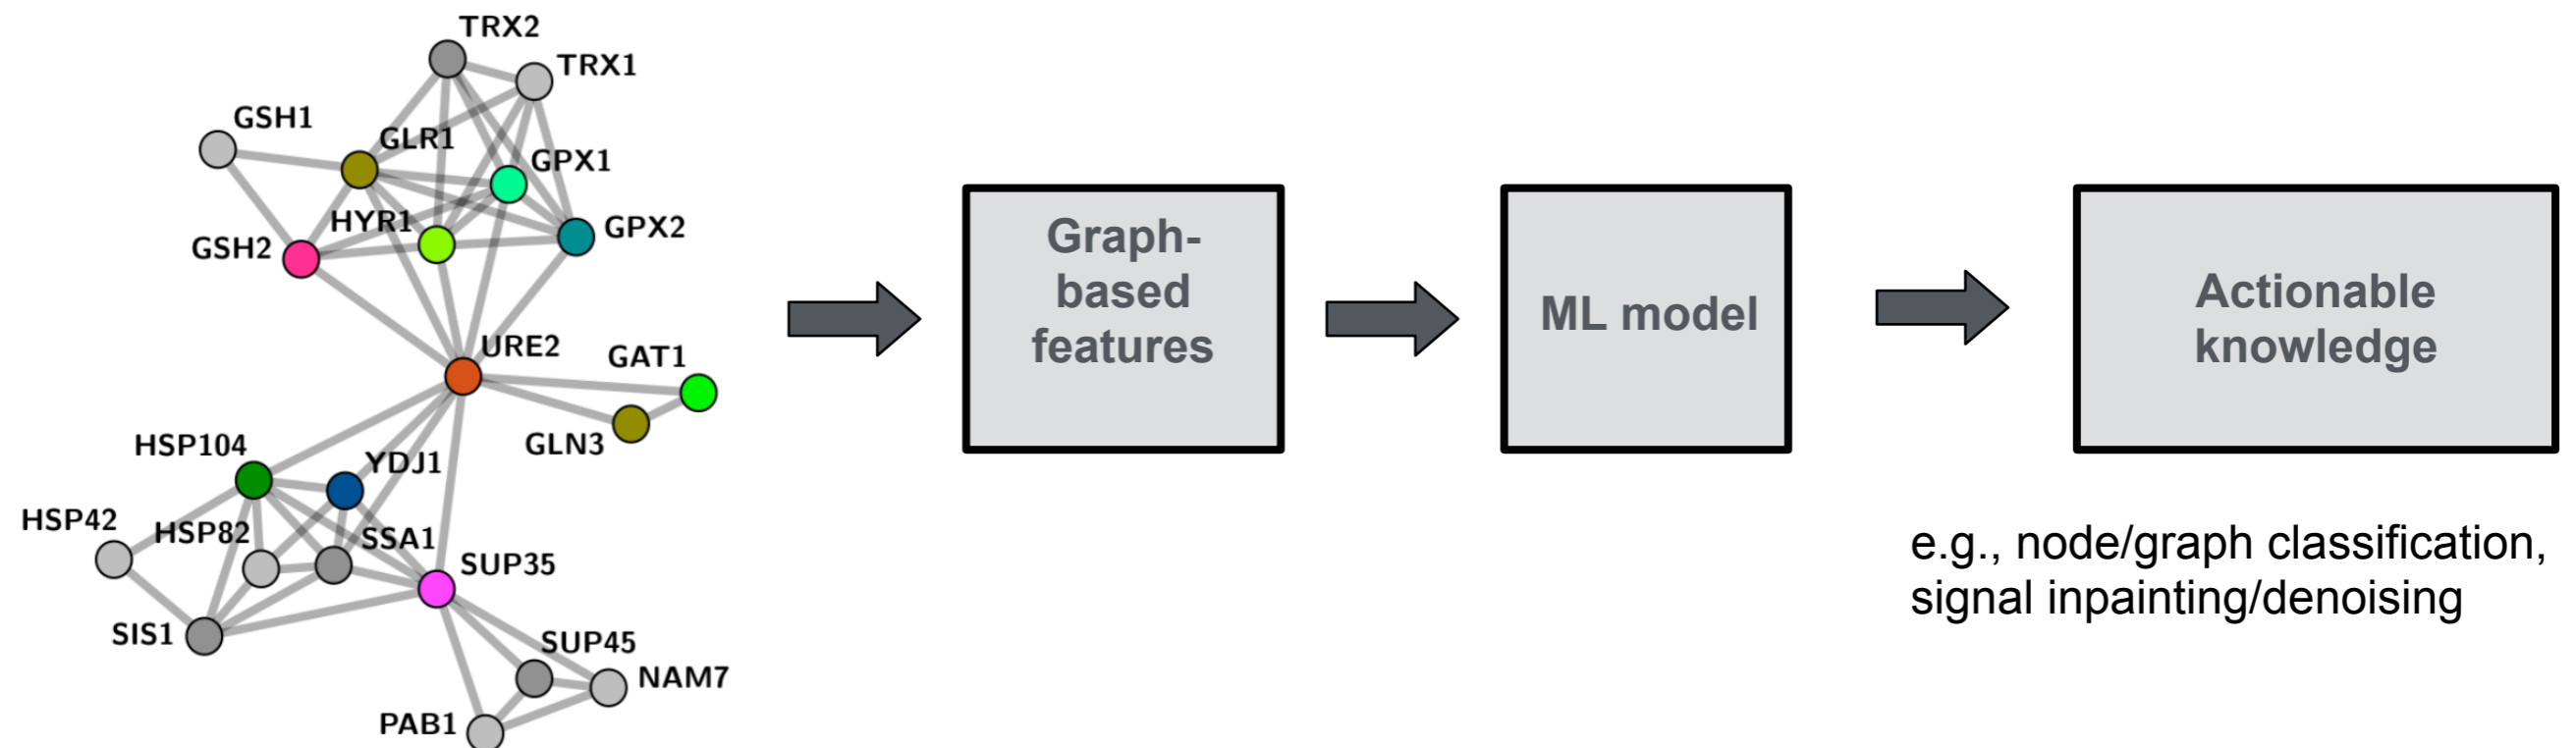 TRX2
TRX1
GSH1
GLR1
GPX1
HYR1
GPX2
GSH2
URE2
GAT1
GLN3
HSP104
YDJ1
HSP42
HSP82
SSA1
SUP35
SIS1
SUP45
NAM7
PAB1
Graph-
based
features
ML model
Actionable
knowledge
e.g., node/graph classification,
signal inpainting/denoising